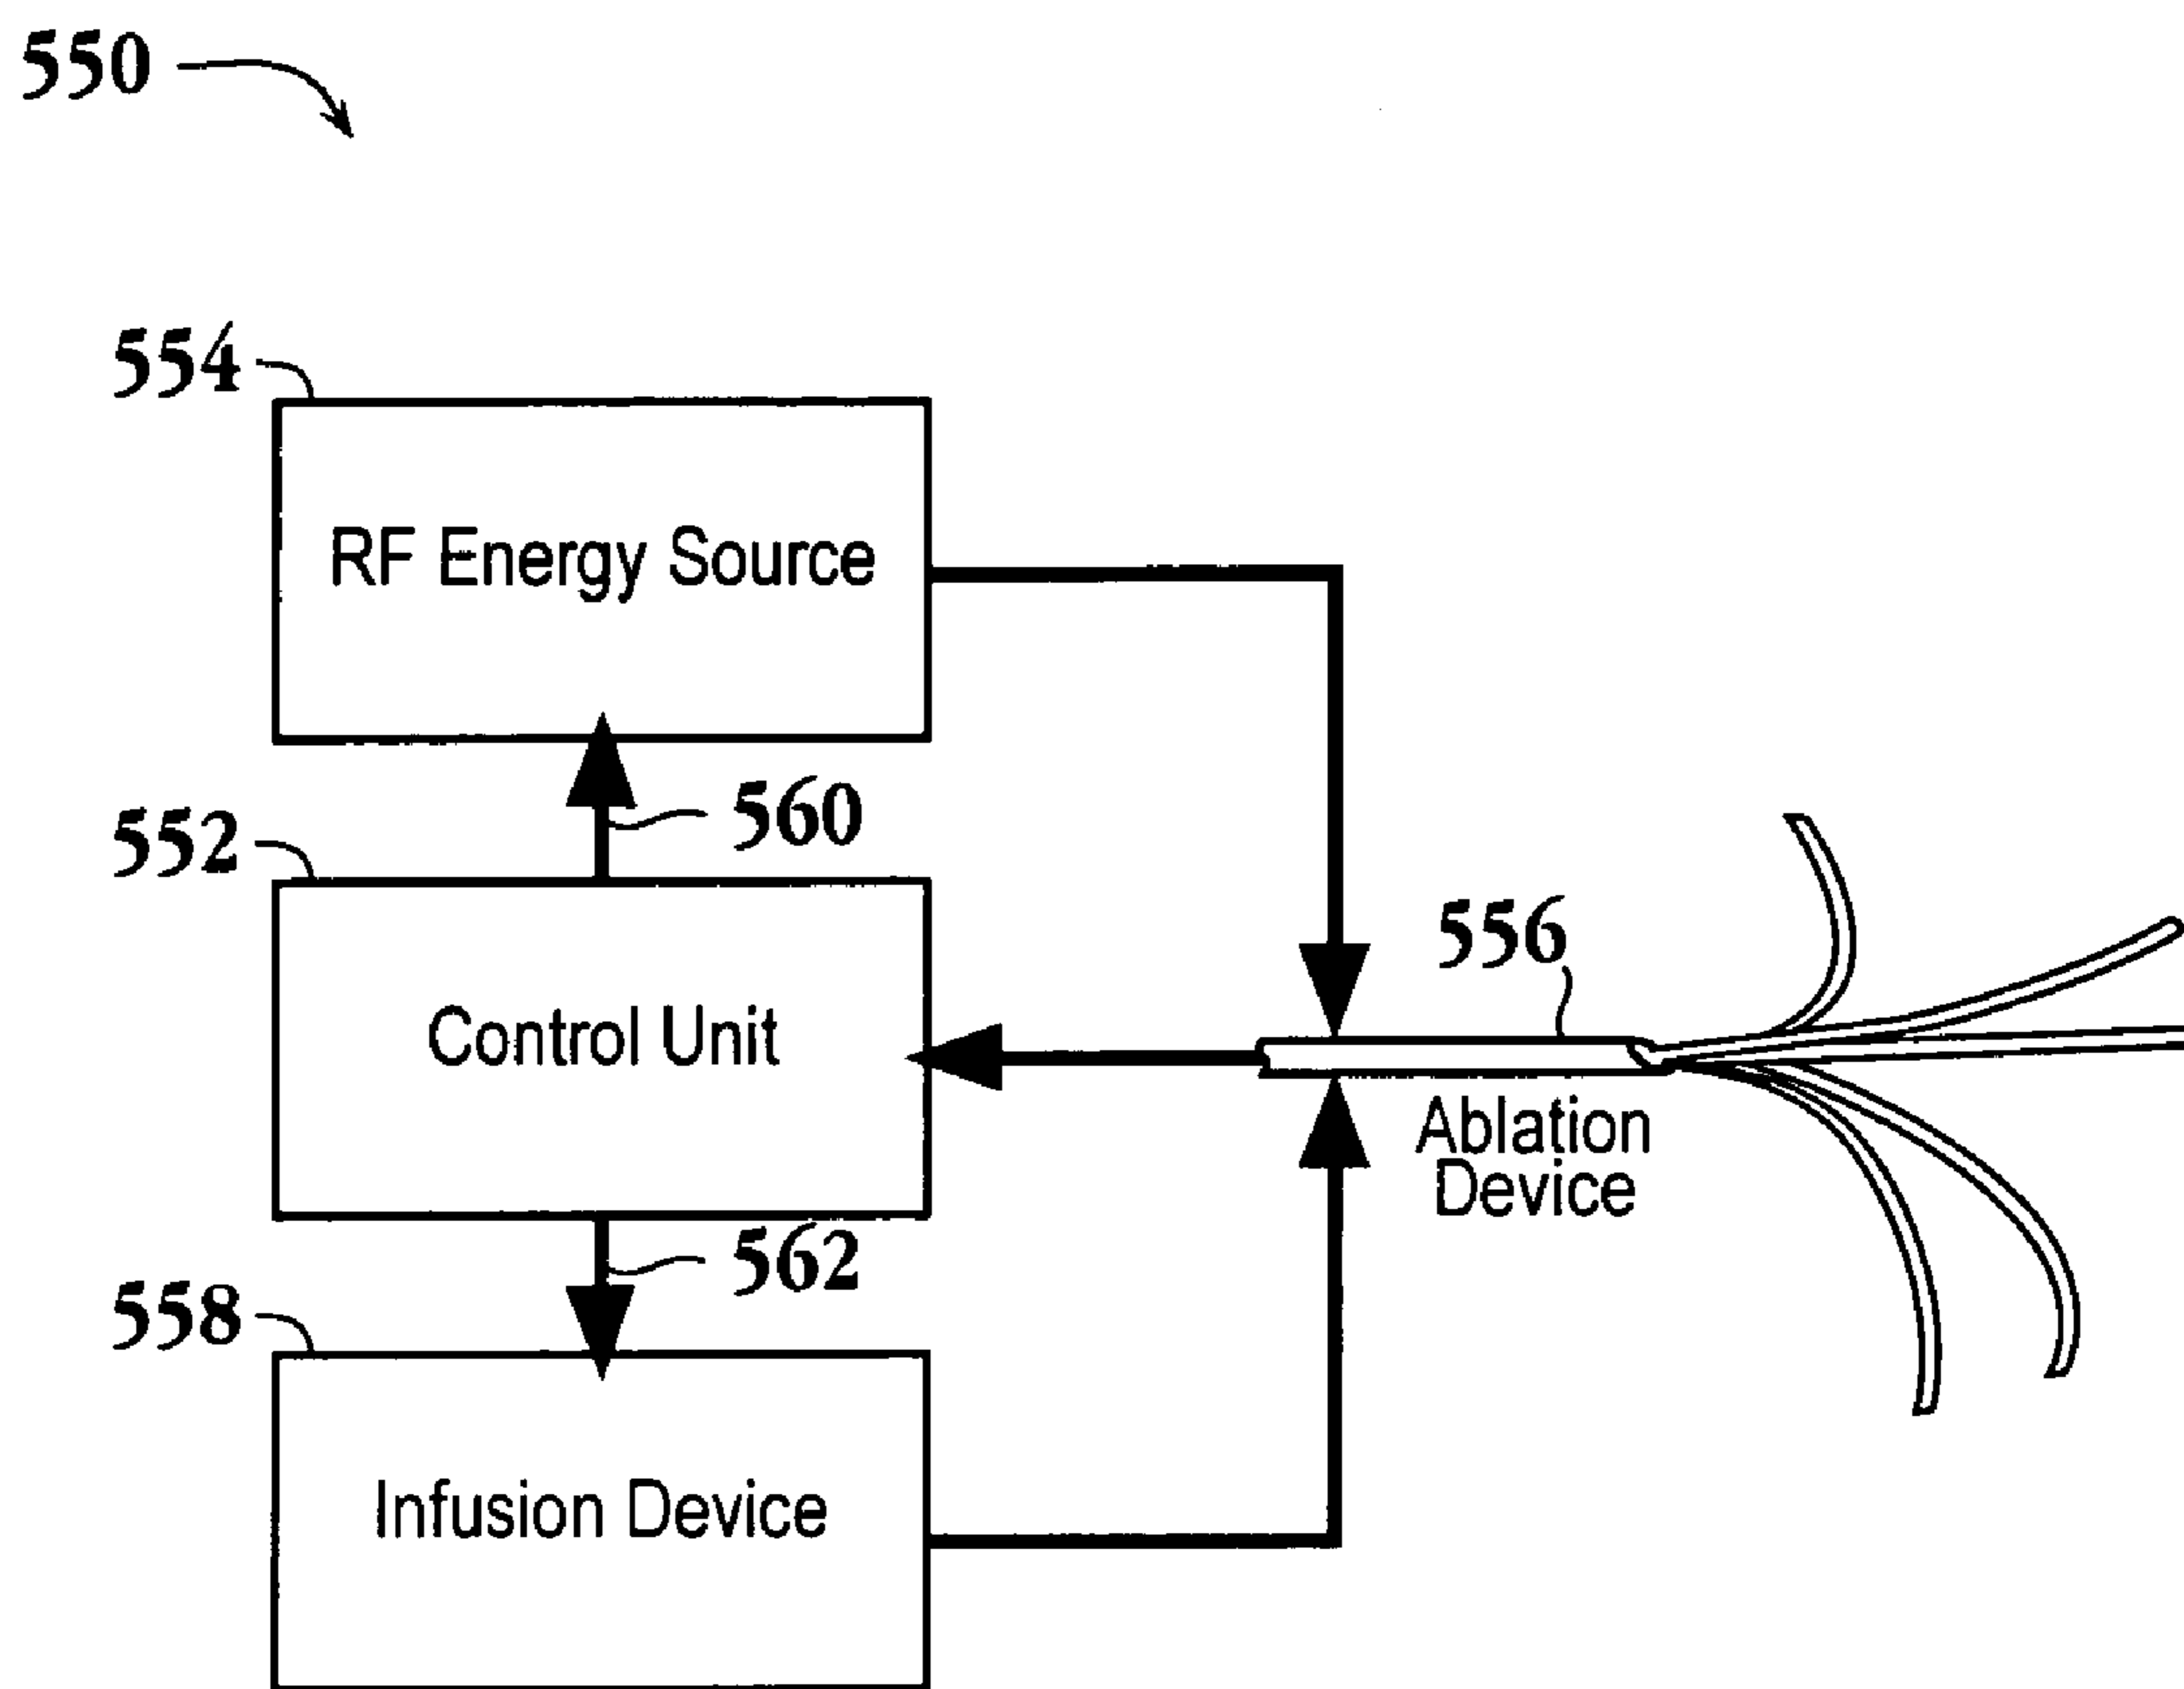 550
554
RF Energy Source
560
552
556
Control Unit
Ablation
Device
562
558
Infusion Device